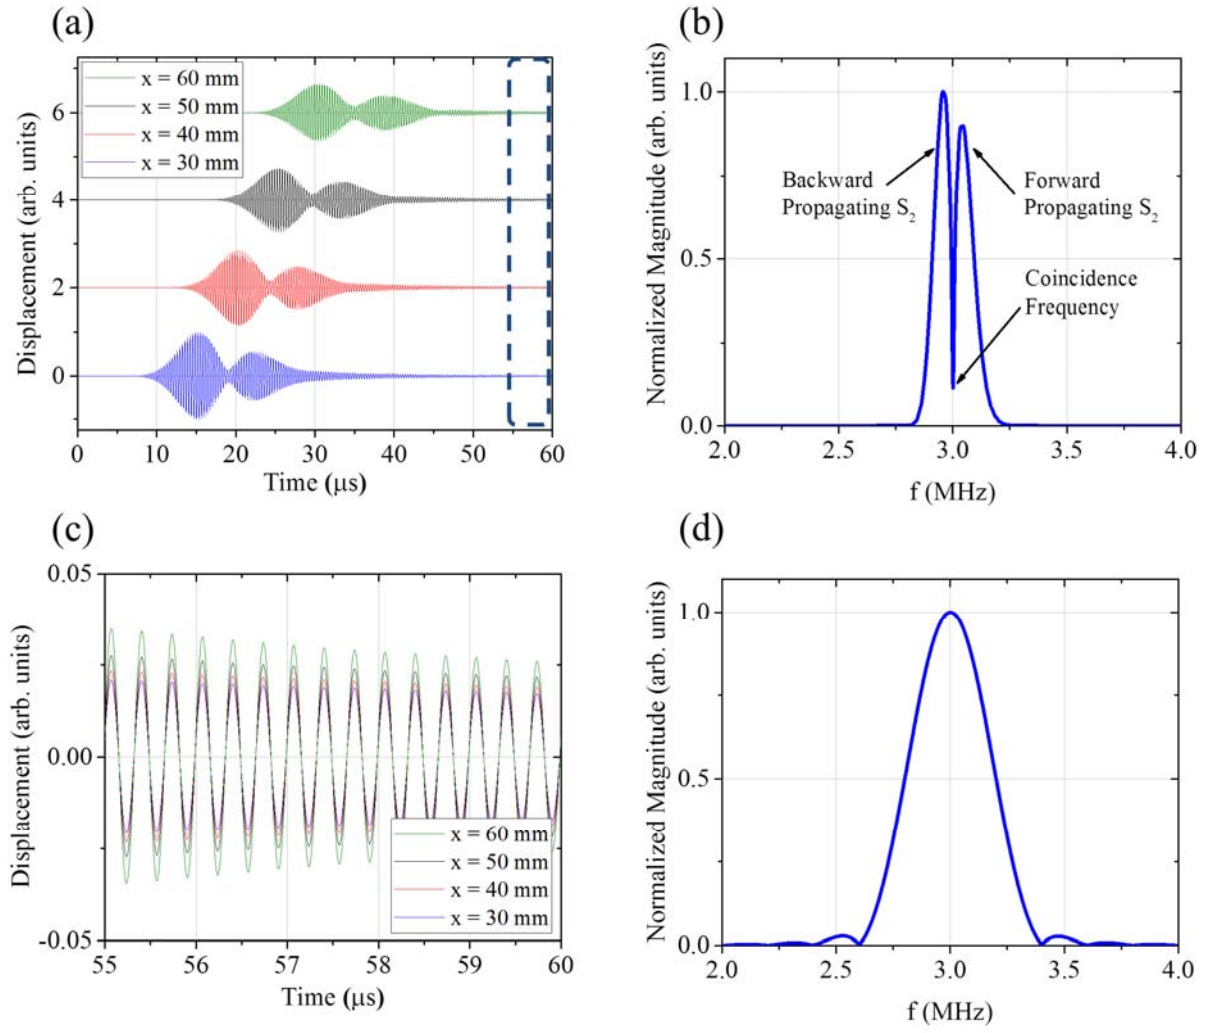 (a)
x = 60 mm
x = 50 mm
x = 40 mm
x = 30 mm
6
4
2
0
Displacement (arb. units)
0 10 20 30 40 50 60
Time (μs)
(b)
1.0
0.5
0.0
Normalized Magnitude (arb. units)
Backward
Propagating S₂
Forward
Propagating S₂
Coincidence
Frequency
2.0 2.5 3.0 3.5 4.0
f (MHz)
(c)
0.05
0.00
-0.05
Displacement (arb. units)
x = 60 mm
x = 50 mm
x = 40 mm
x = 30 mm
55 56 57 58 59 60
Time (μs)
(d)
1.0
0.5
0.0
Normalized Magnitude (arb. units)
2.0 2.5 3.0 3.5 4.0
f (MHz)